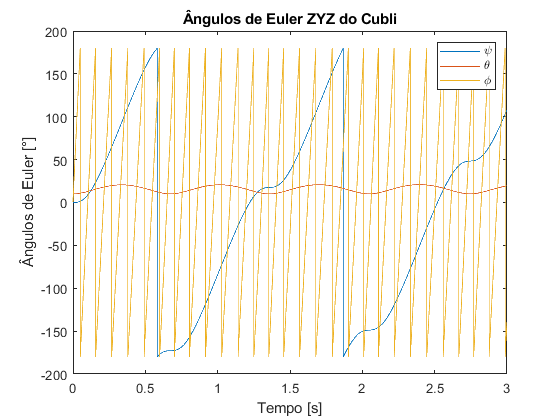 Ângulos de Euler ZYZ do Cubli
200
150
100
50
0
-50
-100
-150
-200
Ângulos de Euler [°]
ψ
θ
ϕ
0
0.5
1
1.5
2
2.5
3
Tempo [s]